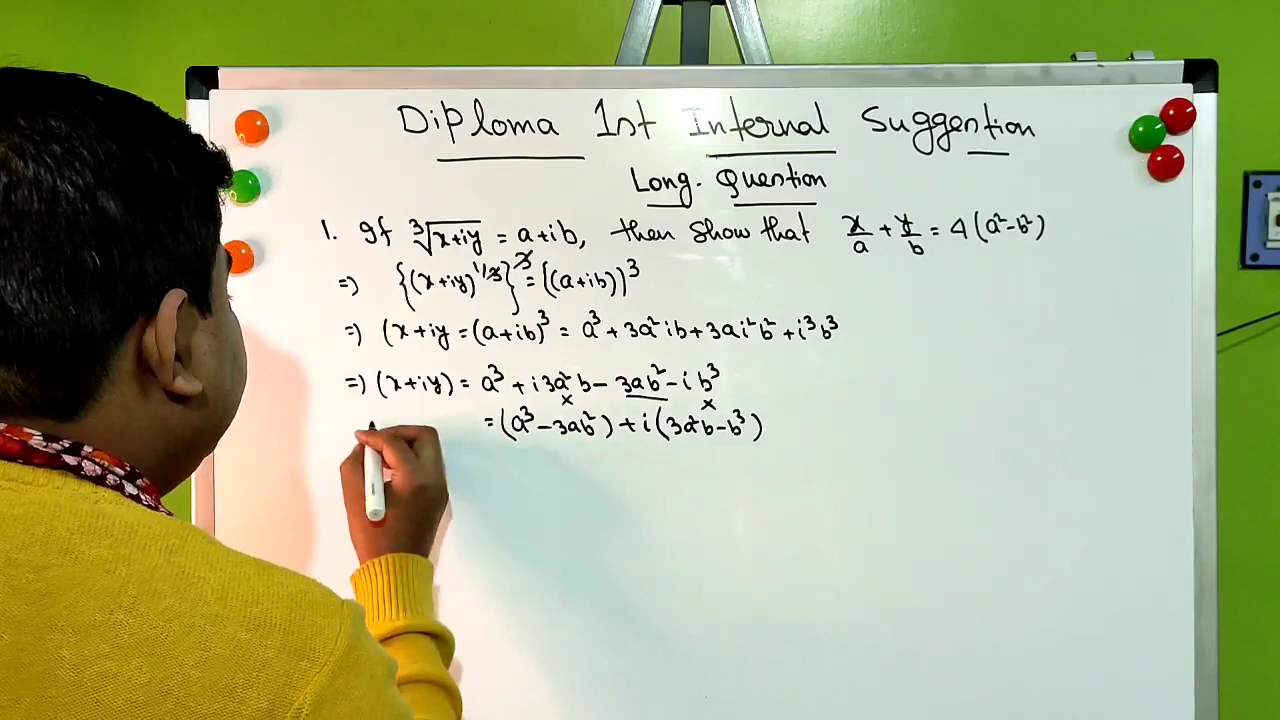 Diploma 1st Internal Suggestion
Long. Question
1. If ∛(x+iy) = a+ib, then show that x/a + y/b = 4(a²-b²)
=) {(x+iy)^1/3}^3 = {(a+ib)}^3
=) (x+iy = (a+ib)³ = a³ + 3a²ib + 3ai²b² + i³b³
=) (x+iy) = a³ + i3a²b - 3ab² - ib³
= (a³ - 3ab²) + i(3a²b - b³)